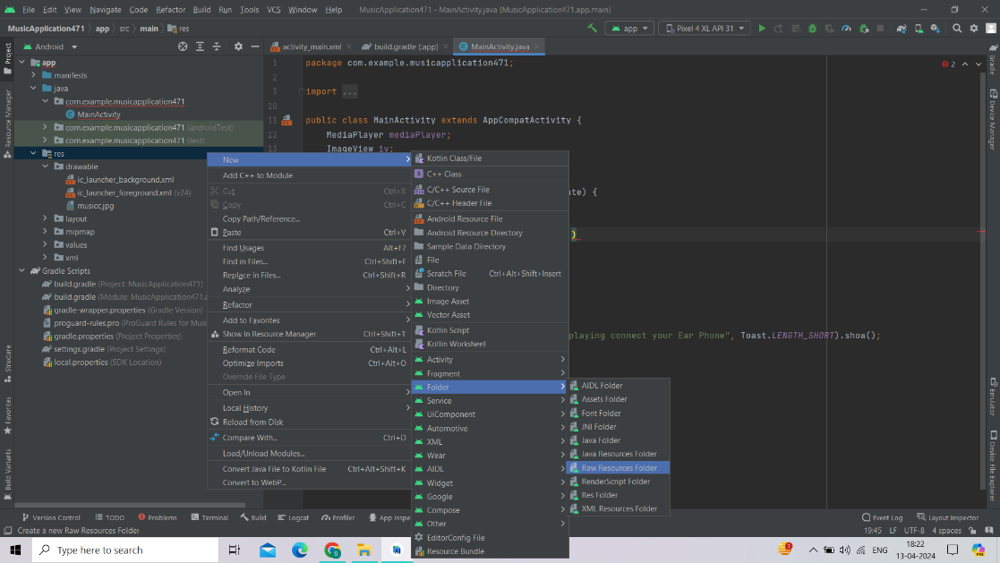 File Edit View Navigate Code Refactor Build Run Tools VCS Window Help MusicApplication471 - MainActivity.java [MusicApplication471.app.main]
MusicApplication471 app src main res app Pixel 4 XL API 31
Android activity_main.xml build.gradle (:app) MainActivity.java
Project
Resource Manager
Structure
Favorites
Build Variants
app
manifests
java
com.example.musicapplication471
MainActivity
com.example.musicapplication471 (androidTest)
com.example.musicapplication471 (test)
res
drawable
ic_launcher_background.xml
ic_launcher_foreground.xml (v24)
musicc.jpg
layout
mipmap
values
xml
Gradle Scripts
build.gradle (Project: MusicApplication471)
build.gradle (Module: MusicApplication471.a
gradle-wrapper.properties (Gradle Version)
proguard-rules.pro (ProGuard Rules for Mus
gradle.properties (Project Properties)
settings.gradle (Project Settings)
local.properties (SDK Location)
1 package com.example.musicapplication471;
2
3 import ...
10
11 public class MainActivity extends AppCompatActivity {
12 MediaPlayer mediaPlayer;
13 ImageView iv;
te) {
)
playing connect your Ear Phone", Toast.LENGTH_SHORT).show();
2
New
Add C++ to Module
Cut Ctrl+X
Copy Ctrl+C
Copy Path/Reference...
Paste Ctrl+V
Find Usages Alt+F7
Find in Files... Ctrl+Shift+F
Replace in Files... Ctrl+Shift+R
Analyze
Refactor
Add to Favorites
Show In Resource Manager Ctrl+Shift+T
Reformat Code Ctrl+Alt+L
Optimize Imports Ctrl+Alt+O
Override File Type
Open In
Local History
Reload from Disk
Compare With... Ctrl+D
Load/Unload Modules...
Convert Java File to Kotlin File Ctrl+Alt+Shift+K
Convert to WebP...
Kotlin Class/File
C++ Class
C/C++ Source File
C/C++ Header File
Android Resource File
Android Resource Directory
Sample Data Directory
File
Scratch File Ctrl+Alt+Shift+Insert
Directory
Image Asset
Vector Asset
Kotlin Script
Kotlin Worksheet
Activity
Fragment
Folder
Service
UiComponent
Automotive
XML
Wear
AIDL
Widget
Google
Compose
Other
EditorConfig File
Resource Bundle
AIDL Folder
Assets Folder
Font Folder
JNI Folder
Java Folder
Java Resources Folder
Raw Resources Folder
RenderScript Folder
Res Folder
XML Resources Folder
Gradle
Device Manager
Emulator
Device File Explorer
Version Control TODO Problems Terminal Build Logcat Profiler App Inspe Event Log Layout Inspector
Create a new Raw Resources Folder 19:45 LF UTF-8 4 spaces
Type here to search 1 ENG 18:22
13-04-2024